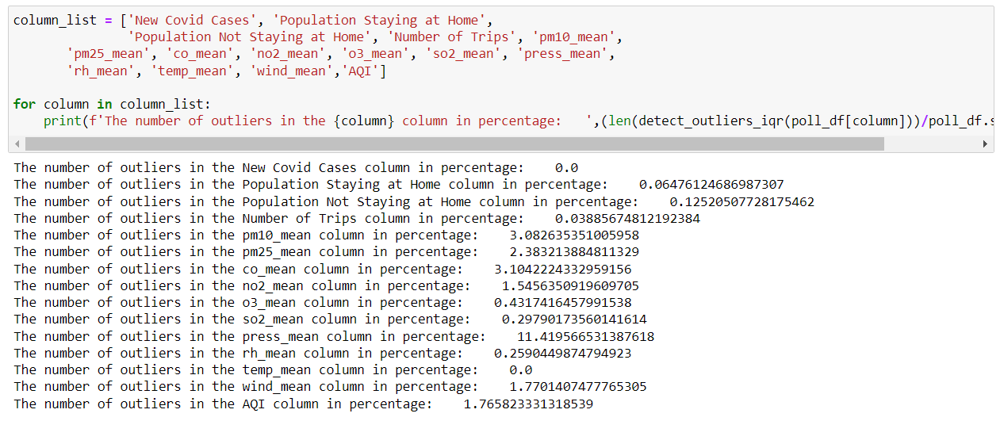 column_list = ['New Covid Cases', 'Population Staying at Home',
'Population Not Staying at Home', 'Number of Trips', 'pm10_mean',
'pm25_mean', 'co_mean', 'no2_mean', 'o3_mean', 'so2_mean', 'press_mean',
'rh_mean', 'temp_mean', 'wind_mean','AQI']
for column in column_list:
print(f'The number of outliers in the {column} column in percentage:   ',(len(detect_outliers_iqr(poll_df[column]))/poll_df.s
The number of outliers in the New Covid Cases column in percentage:    0.0
The number of outliers in the Population Staying at Home column in percentage:    0.06476124686987307
The number of outliers in the Population Not Staying at Home column in percentage:    0.12520507728175462
The number of outliers in the Number of Trips column in percentage:    0.03885674812192384
The number of outliers in the pm10_mean column in percentage:    3.082635351005958
The number of outliers in the pm25_mean column in percentage:    2.383213884811329
The number of outliers in the co_mean column in percentage:    3.1042224332959156
The number of outliers in the no2_mean column in percentage:    1.5456350919609705
The number of outliers in the o3_mean column in percentage:    0.4317416457991538
The number of outliers in the so2_mean column in percentage:    0.29790173560141614
The number of outliers in the press_mean column in percentage:    11.419566531387618
The number of outliers in the rh_mean column in percentage:    0.2590449874794923
The number of outliers in the temp_mean column in percentage:    0.0
The number of outliers in the wind_mean column in percentage:    1.7701407477765305
The number of outliers in the AQI column in percentage:    1.765823331318539